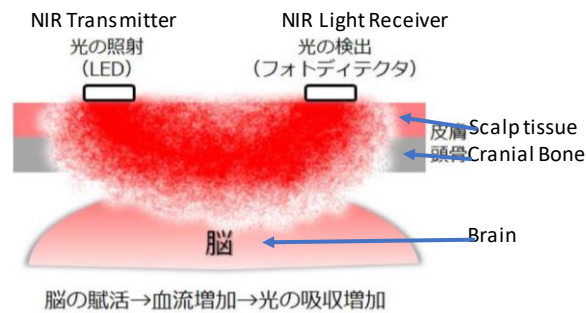 NIR Transmitter
光の照射
(LED)
NIR Light Receiver
光の検出
(フォトディテクタ)
皮膚
Scalp tissue
頭骨
Cranial Bone
脳
Brain
脳の賦活→血流増加→光の吸収増加